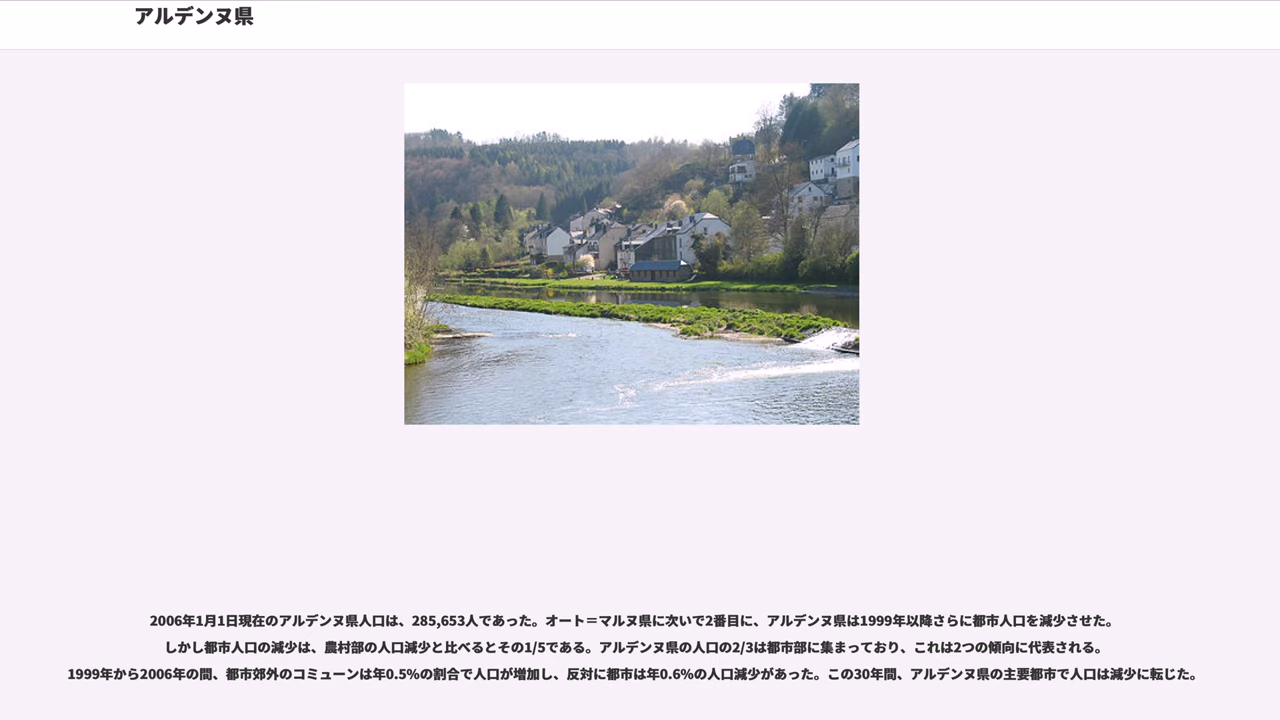 アルデンヌ県
2006年1月1日現在のアルデンヌ県人口は、285,653人であった。オート＝マルヌ県に次いで2番目に、アルデンヌ県は1999年以降さらに都市人口を減少させた。
しかし都市人口の減少は、農村部の人口減少と比べるとその1/5である。アルデンヌ県の人口の2/3は都市部に集まっており、これは2つの傾向に代表される。
1999年から2006年の間、都市郊外のコミューンは年0.5%の割合で人口が増加し、反対に都市は年0.6%の人口減少があった。この30年間、アルデンヌ県の主要都市で人口は減少に転じた。